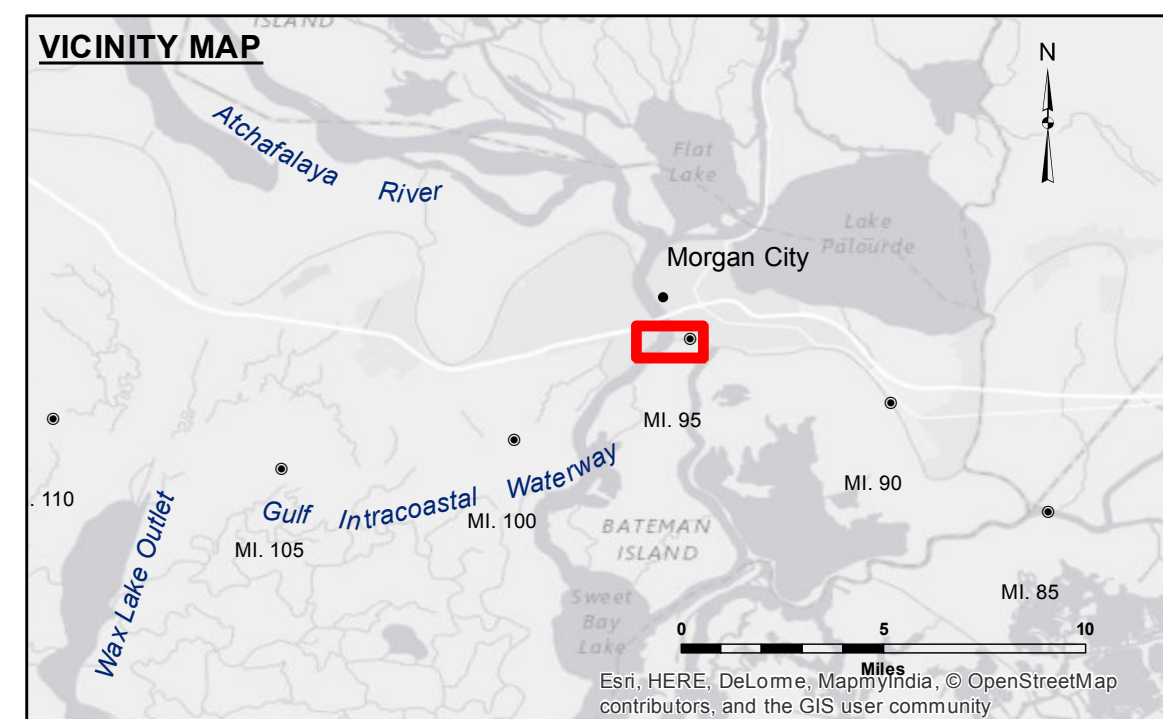 ISLAND
VICINITY MAP
N
Atchafalaya River
Flat
Lake
Lake
Palourde
Morgan City
MI. 95
MI. 90
. 110
Gulf Intracoastal Waterway
MI. 100
MI. 105
BATEMAN
ISLAND
Wax Lake Outlet
MI. 85
Sweet
Bay
Lake
0 5 10
Miles
Esri, HERE, DeLorme, MapmyIndia, © OpenStreetMap
contributors, and the GIS user community